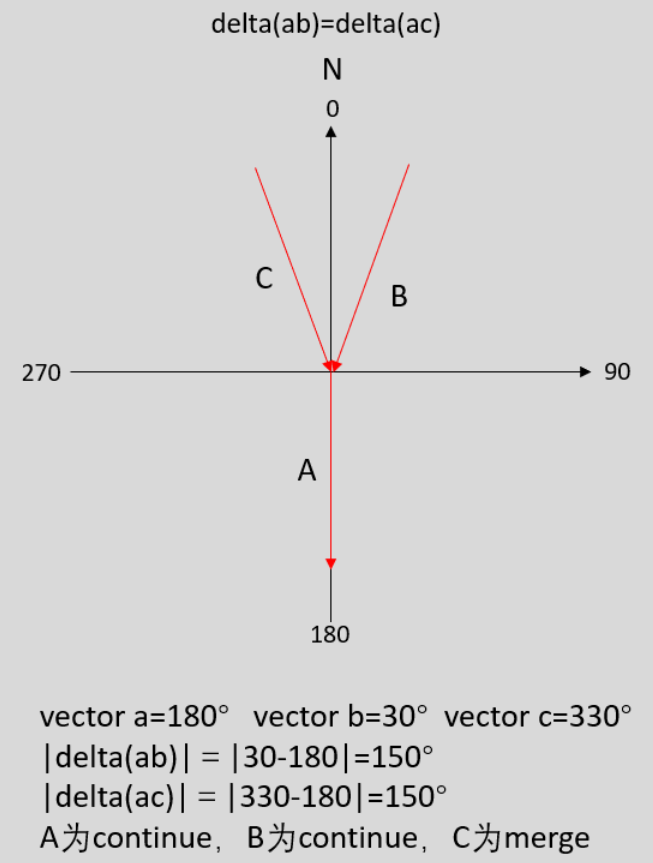 delta(ab)=delta(ac)
N
0
C
B
270
90
A
180
vector a=180° vector b=30° vector c=330°
|delta(ab)| = |30-180|=150°
|delta(ac)| = |330-180|=150°
A为continue，B为continue，C为merge